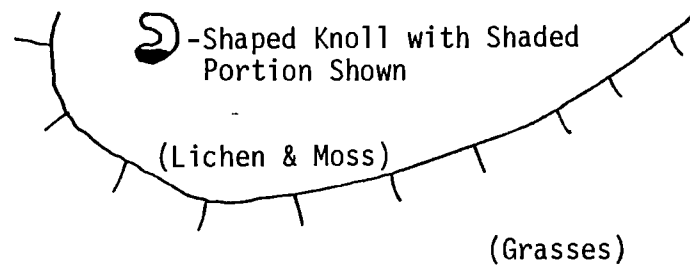 -Shaped Knoll with Shaded
Portion Shown
(Lichen & Moss)
(Grasses)